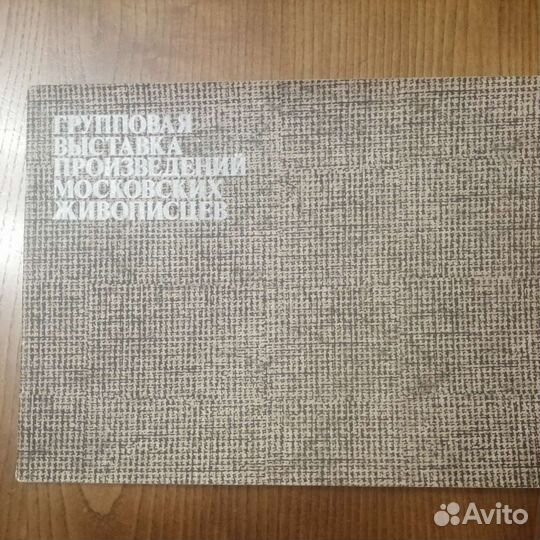 ГРУППОВАЯ
ВЫСТАВКА
ПРОИЗВЕДЕНИЙ
МОСКОВСКИХ
ЖИВОПИСЦЕВ
Avito